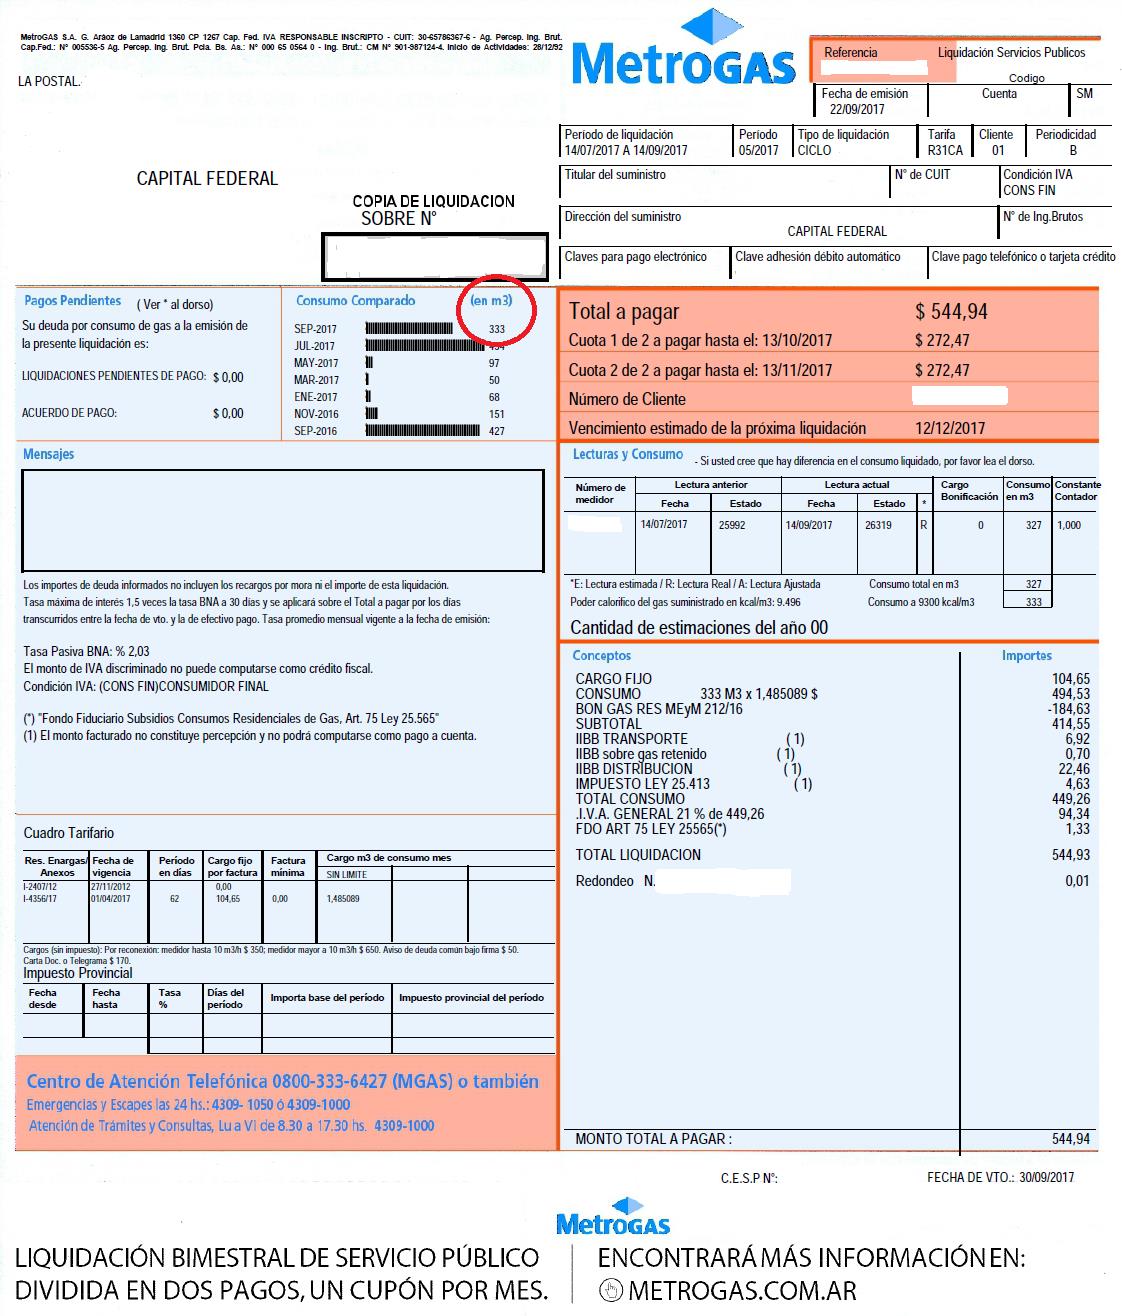 MetroGAS S.A. G. Aráoz de Lamadrid 1360 CP 1267 Cap. Fed. IVA RESPONSABLE INSCRIPTO - CUIT: 30-65786367-6 - Ag. Percep. Ing. Brut.
Cap.Fed.: N° 005536-5 Ag. Percep. Ing. Brut. Pcia. Bs. As.: N° 000 65 0564 0 - Ing. Brut.: CM N° 901-987124-4. Inicio de Actividades: 28/12/92
LA POSTAL.
CAPITAL FEDERAL
COPIA DE LIQUIDACION
SOBRE N°
MetroGAS
Referencia Liquidación Servicios Publicos
Codigo
Fecha de emisión Cuenta SM
22/09/2017
Período de liquidación Período Tipo de liquidación Tarifa Cliente Periodicidad
14/07/2017 A 14/09/2017 05/2017 CICLO R31CA 01 B
Titular del suministro N° de CUIT Condición IVA
CONS FIN
Dirección del suministro N° de Ing.Brutos
CAPITAL FEDERAL
Claves para pago electrónico Clave adhesión débito automático Clave pago telefónico o tarjeta crédito
Pagos Pendientes ( Ver * al dorso)
Su deuda por consumo de gas a la emisión de
la presente liquidación es:
LIQUIDACIONES PENDIENTES DE PAGO: $ 0,00
ACUERDO DE PAGO: $ 0,00
Consumo Comparado (en m3)
SEP-2017 333
JUL-2017
MAY-2017 97
MAR-2017 50
ENE-2017 68
NOV-2016 151
SEP-2016 427
Total a pagar $ 544,94
Cuota 1 de 2 a pagar hasta el: 13/10/2017 $ 272,47
Cuota 2 de 2 a pagar hasta el: 13/11/2017 $ 272,47
Número de Cliente
Vencimiento estimado de la próxima liquidación 12/12/2017
Mensajes
Los importes de deuda informados no incluyen los recargos por mora ni el importe de esta liquidación.
Tasa máxima de interés 1,5 veces la tasa BNA a 30 días y se aplicará sobre el Total a pagar por los días
transcurridos entre la fecha de vto. y la de efectivo pago. Tasa promedio mensual vigente a la fecha de emisión:
Tasa Pasiva BNA: % 2,03
El monto de IVA discriminado no puede computarse como crédito fiscal.
Condición IVA: (CONS FIN)CONSUMIDOR FINAL
(*) "Fondo Fiduciario Subsidios Consumos Residenciales de Gas, Art. 75 Ley 25.565"
(1) El monto facturado no constituye percepción y no podrá computarse como pago a cuenta.
Lecturas y Consumo - Si usted cree que hay diferencia en el consumo liquidado, por favor lea el dorso.
Número de medidor Lectura anterior Lectura actual Cargo Bonificación Consumo en m3 Constante Contador
Fecha Estado Fecha Estado *
14/07/2017 25992 14/09/2017 26319 R 0 327 1,000
*E: Lectura estimada / R: Lectura Real / A: Lectura Ajustada Consumo total en m3 327
Poder calorifico del gas suministrado en kcal/m3: 9.496 Consumo a 9300 kcal/m3 333
Cantidad de estimaciones del año 00
Conceptos Importes
CARGO FIJO 104,65
CONSUMO 333 M3 x 1,485089 $ 494,53
BON GAS RES MEyM 212/16 -184,63
SUBTOTAL 414,55
IIBB TRANSPORTE ( 1) 6,92
IIBB sobre gas retenido ( 1) 0,70
IIBB DISTRIBUCION ( 1) 22,46
IMPUESTO LEY 25.413 ( 1) 4,63
TOTAL CONSUMO 449,26
.I.V.A. GENERAL 21 % de 449,26 94,34
FDO ART 75 LEY 25565(*) 1,33
TOTAL LIQUIDACION 544,93
Redondeo N. 0,01
MONTO TOTAL A PAGAR : 544,94
Cuadro Tarifario
Res. Enargas/ Anexos Fecha de vigencia Período en días Cargo fijo por factura Factura mínima Cargo m3 de consumo mes
SIN LIMITE
I-2407/12 27/11/2012 0,00
I-4356/17 01/04/2017 62 104,65 0,00 1,485089
Cargos (sin impuesto): Por reconexión: medidor hasta 10 m3/h $ 350; medidor mayor a 10 m3/h $ 650. Aviso de deuda común bajo firma $ 50.
Carta Doc. o Telegrama $ 170.
Impuesto Provincial
Fecha desde Fecha hasta Tasa % Días del período Importa base del período Impuesto provincial del período
Centro de Atención Telefónica 0800-333-6427 (MGAS) o también
Emergencias y Escapes las 24 hs.: 4309- 1050 ó 4309-1000
Atención de Trámites y Consultas, Lu a Vi de 8.30 a 17.30 hs. 4309-1000
C.E.S.P N°: FECHA DE VTO.: 30/09/2017
MetroGAS
LIQUIDACIÓN BIMESTRAL DE SERVICIO PÚBLICO
DIVIDIDA EN DOS PAGOS, UN CUPÓN POR MES.
ENCONTRARÁ MÁS INFORMACIÓN EN:
METROGAS.COM.AR